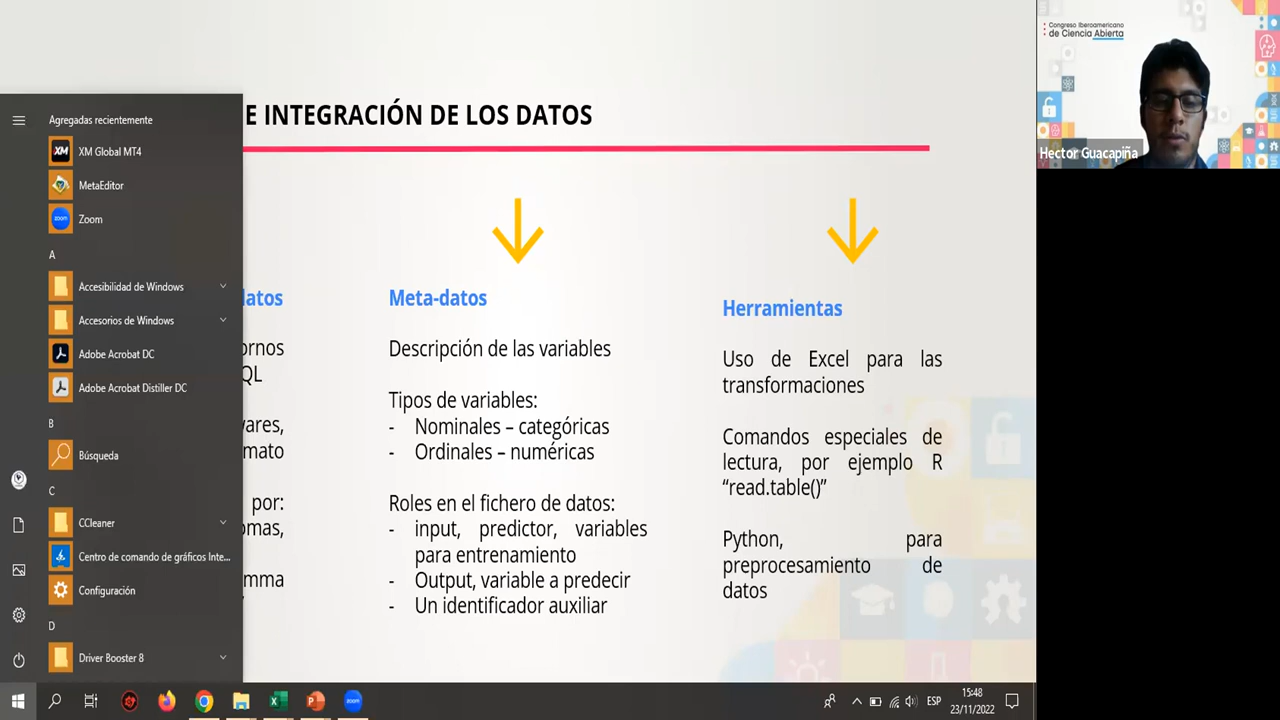 E INTEGRACIÓN DE LOS DATOS
Agregadas recientemente
XM Global MT4
MetaEditor
Zoom
A
Accesibilidad de Windows
Accesorios de Windows
Adobe Acrobat DC
Adobe Acrobat Distiller DC
B
Búsqueda
C
CCleaner
Centro de comando de gráficos Inte...
Configuración
D
Driver Booster 8
latos
ornos
QL
vares,
mato
por:
omas,
mma
Meta-datos
Descripción de las variables
Tipos de variables:
- Nominales – categóricas
- Ordinales – numéricas
Roles en el fichero de datos:
- input, predictor, variables
para entrenamiento
- Output, variable a predecir
- Un identificador auxiliar
Herramientas
Uso de Excel para las
transformaciones
Comandos especiales de
lectura, por ejemplo R
“read.table()”
Python, para
preprocesamiento de
datos
Congreso Iberoamericano
de Ciencia Abierta
Hector Guacapiña
XM
zoom
zoom
ESP
15:48
23/11/2022